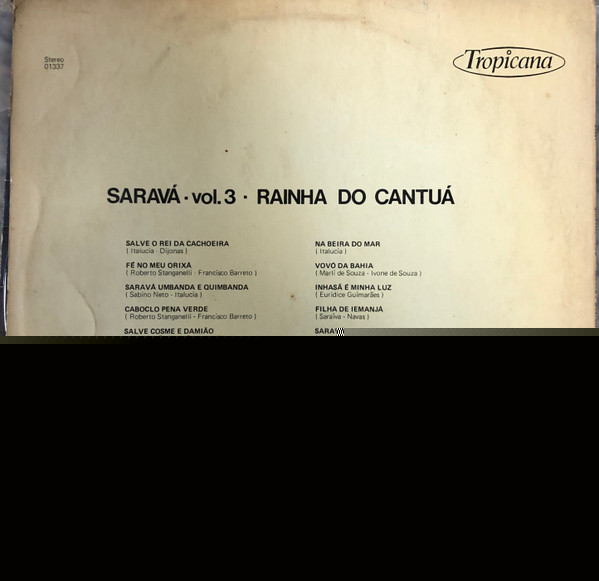 Stereo
01337
Tropicana
SARAVÁ · vol. 3 · RAINHA DO CANTUÁ
SALVE O REI DA CACHOEIRA
( Italucia - Dijonas )
FÉ NO MEU ORIXÁ
( Roberto Stanganelli - Francisco Barreto )
SARAVÁ UMBANDA E QUIMBANDA
( Sabino Neto - Italucia )
CABOCLO PENA VERDE
( Roberto Stanganelli - Francisco Barreto )
SALVE COSME E DAMIÃO
NA BEIRA DO MAR
( Italucia )
VOVÓ DA BAHIA
( Marli de Souza - Ivone de Souza )
INHASÃ É MINHA LUZ
( Euridice Guimarães )
FILHA DE IEMANJÁ
( Saraiva - Navas )